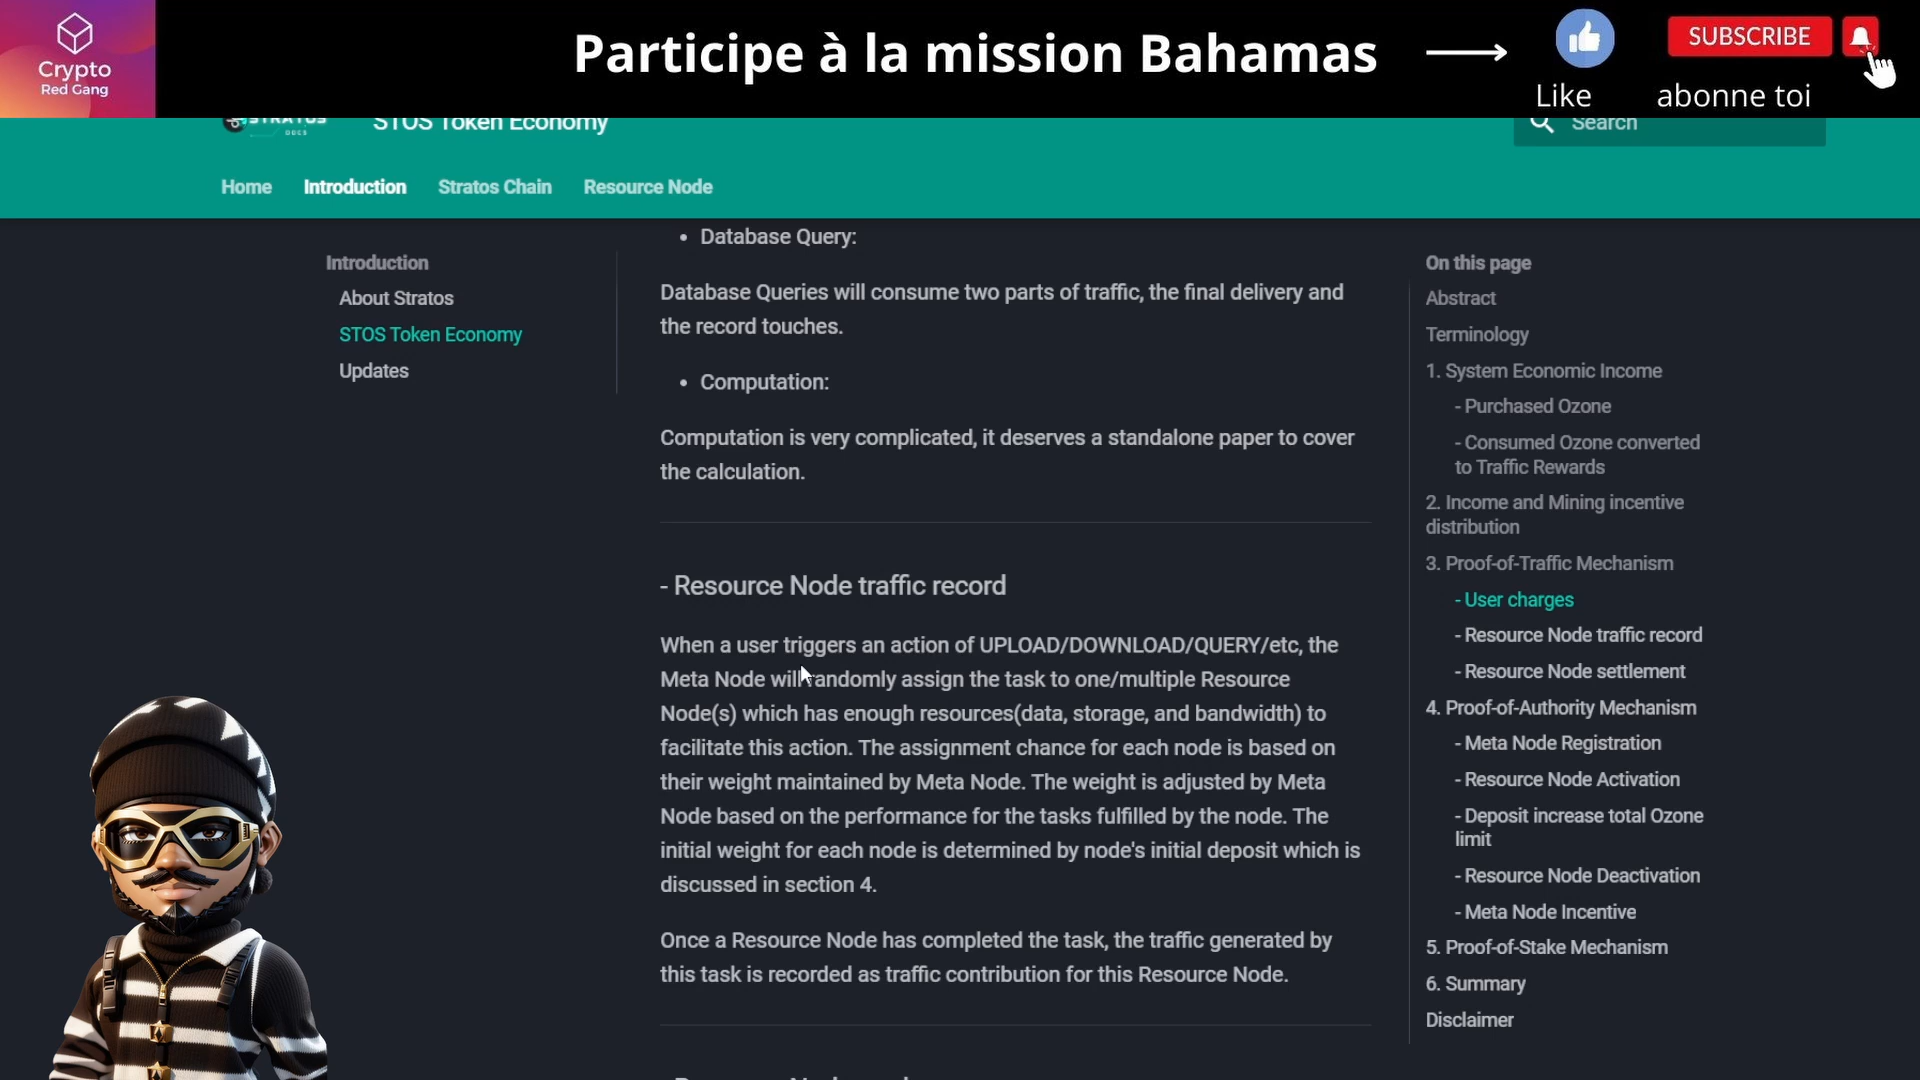 Participe à la mission Bahamas
SUBSCRIBE
Like
abonne toi
Crypto
Red Gang
STRATOS
DOCS
STOS Token Economy
Search
Home
Introduction
Stratos Chain
Resource Node
Introduction
About Stratos
STOS Token Economy
Updates
• Database Query:
Database Queries will consume two parts of traffic, the final delivery and
the record touches.
• Computation:
Computation is very complicated, it deserves a standalone paper to cover
the calculation.
- Resource Node traffic record
When a user triggers an action of UPLOAD/DOWNLOAD/QUERY/etc, the
Meta Node will randomly assign the task to one/multiple Resource
Node(s) which has enough resources(data, storage, and bandwidth) to
facilitate this action. The assignment chance for each node is based on
their weight maintained by Meta Node. The weight is adjusted by Meta
Node based on the performance for the tasks fulfilled by the node. The
initial weight for each node is determined by node's initial deposit which is
discussed in section 4.
Once a Resource Node has completed the task, the traffic generated by
this task is recorded as traffic contribution for this Resource Node.
On this page
Abstract
Terminology
1. System Economic Income
- Purchased Ozone
- Consumed Ozone converted
to Traffic Rewards
2. Income and Mining incentive
distribution
3. Proof-of-Traffic Mechanism
- User charges
- Resource Node traffic record
- Resource Node settlement
4. Proof-of-Authority Mechanism
- Meta Node Registration
- Resource Node Activation
- Deposit increase total Ozone
limit
- Resource Node Deactivation
- Meta Node Incentive
5. Proof-of-Stake Mechanism
6. Summary
Disclaimer